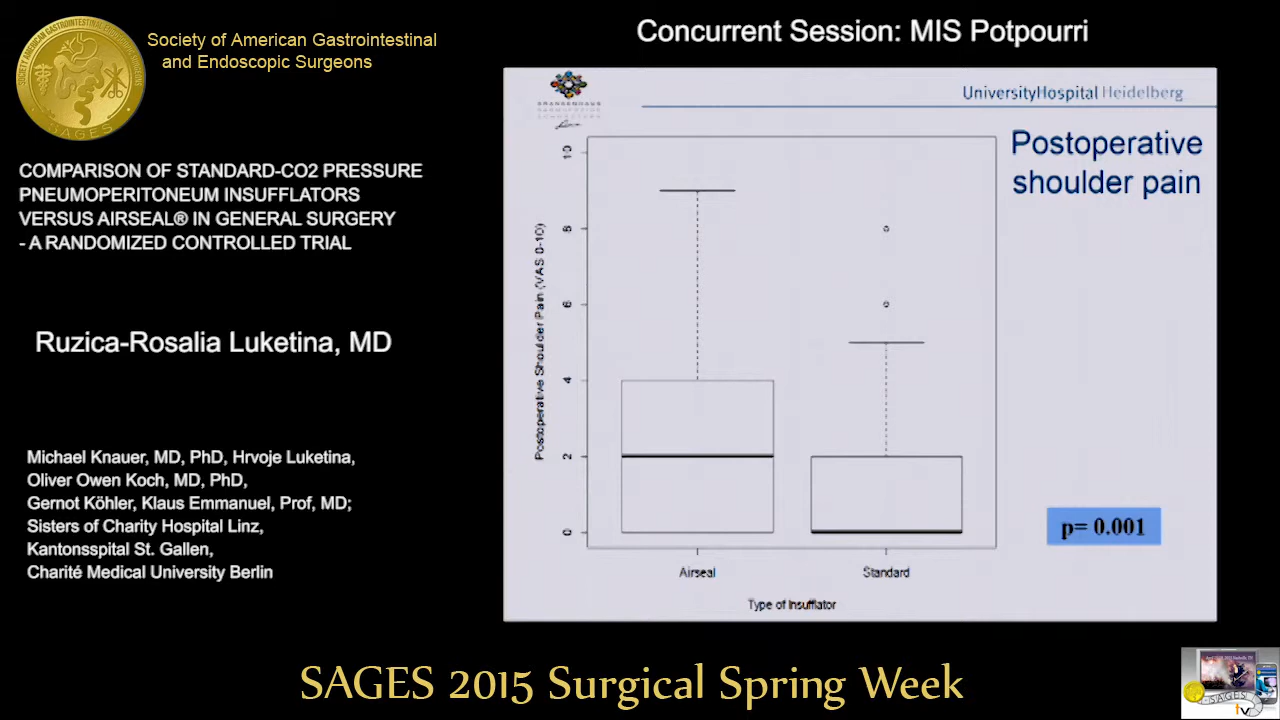 Society of American Gastrointestinal
and Endoscopic Surgeons
SAGES
Concurrent Session: MIS Potpourri
COMPARISON OF STANDARD-CO2 PRESSURE
PNEUMOPERITONEUM INSUFFLATORS
VERSUS AIRSEAL® IN GENERAL SURGERY
- A RANDOMIZED CONTROLLED TRIAL
Ruzica-Rosalia Luketina, MD
Michael Knauer, MD, PhD, Hrvoje Luketina,
Oliver Owen Koch, MD, PhD,
Gernot Köhler, Klaus Emmanuel, Prof, MD;
Sisters of Charity Hospital Linz,
Kantonsspital St. Gallen,
Charité Medical University Berlin
UniversityHospital Heidelberg
Postoperative
shoulder pain
Postoperative Shoulder Pain (VAS 0-10)
10
8
6
4
2
0
Airseal
Standard
Type of Insufflator
p= 0.001
SAGES 2015 Surgical Spring Week
SAGES
tv